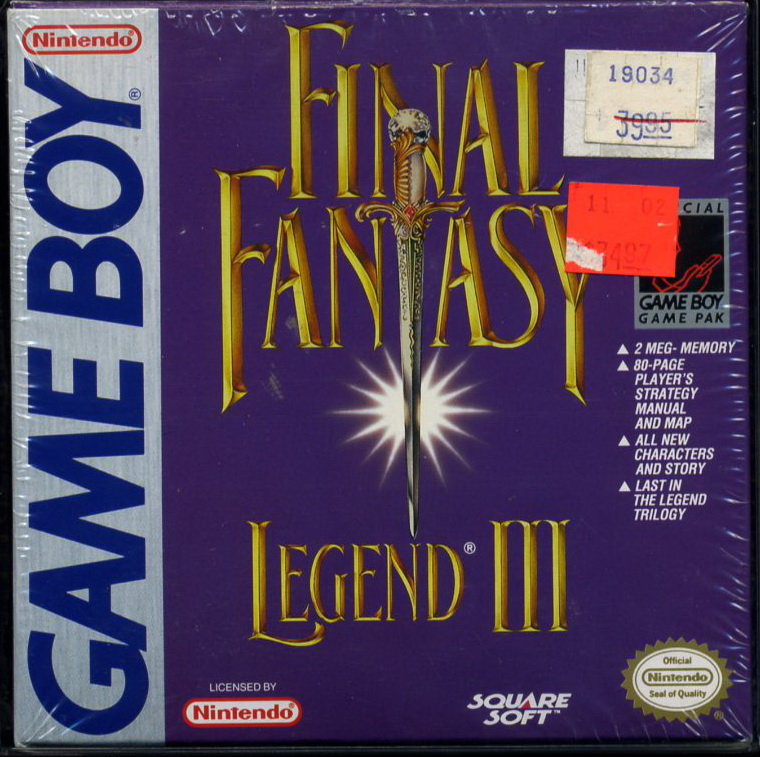 Nintendo®
GAME BOY®
FINAL
FANTASY
LEGEND® III
19034
3995
11 02
CIAL
GAME BOY
GAME PAK
▲ 2 MEG- MEMORY
▲ 80-PAGE
PLAYER'S
STRATEGY
MANUAL
AND MAP
▲ ALL NEW
CHARACTERS
AND STORY
▲ LAST IN
THE LEGEND
TRILOGY
LICENSED BY
Nintendo®
SQUARE
SOFT™
Official
Nintendo
Seal of Quality
®